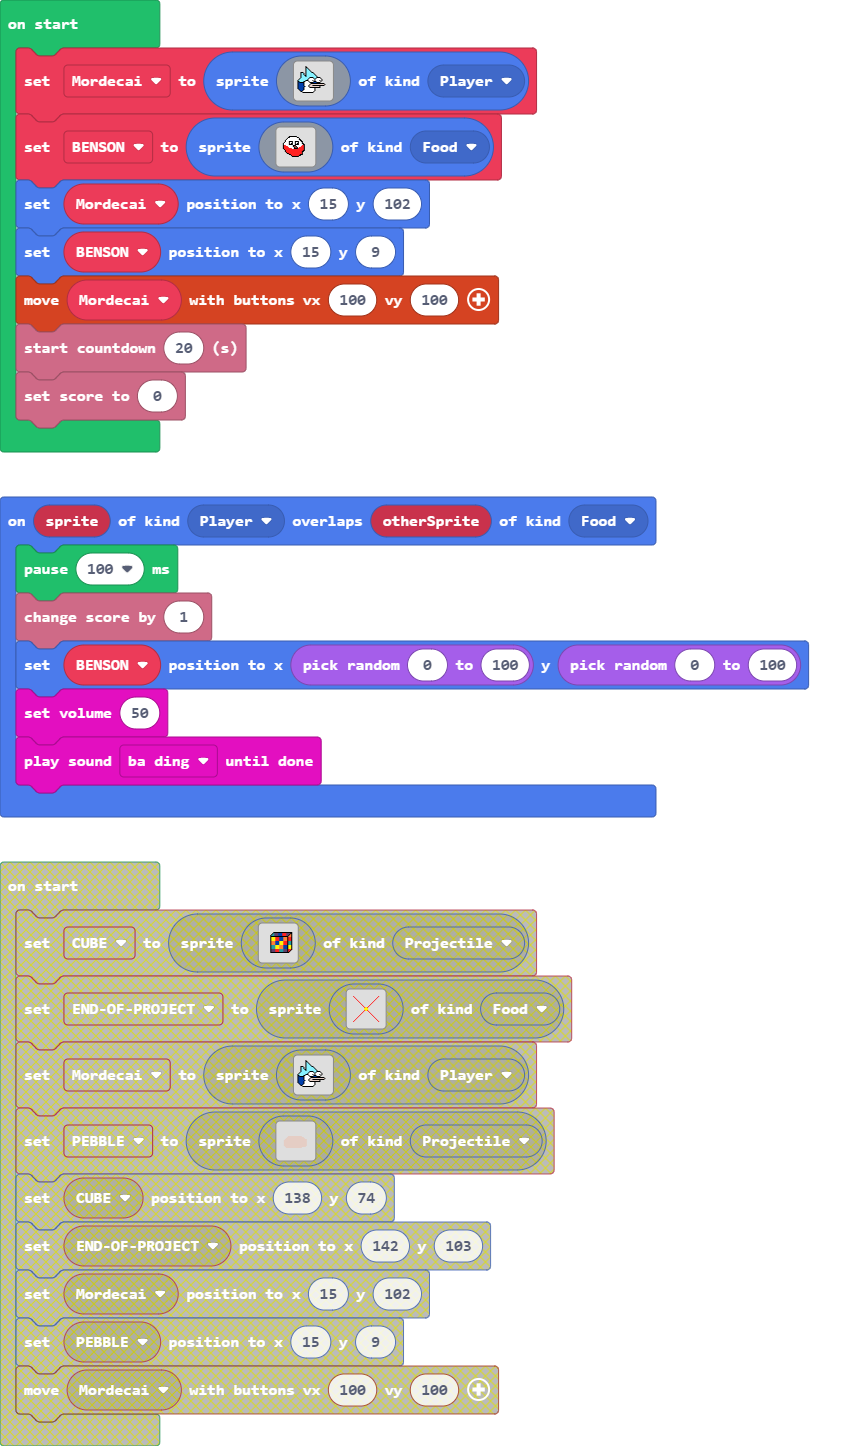 on start
set Mordecai to sprite of kind Player
set BENSON to sprite of kind Food
set Mordecai position to x 15 y 102
set BENSON position to x 15 y 9
move Mordecai with buttons vx 100 vy 100
start countdown 20 (s)
set score to 0
on sprite of kind Player overlaps otherSprite of kind Food
pause 100 ms
change score by 1
set BENSON position to x pick random 0 to 100 y pick random 0 to 100
set volume 50
play sound ba ding until done
on start
set CUBE to sprite of kind Projectile
set END-OF-PROJECT to sprite of kind Food
set Mordecai to sprite of kind Player
set PEBBLE to sprite of kind Projectile
set CUBE position to x 138 y 74
set END-OF-PROJECT position to x 142 y 103
set Mordecai position to x 15 y 102
set PEBBLE position to x 15 y 9
move Mordecai with buttons vx 100 vy 100